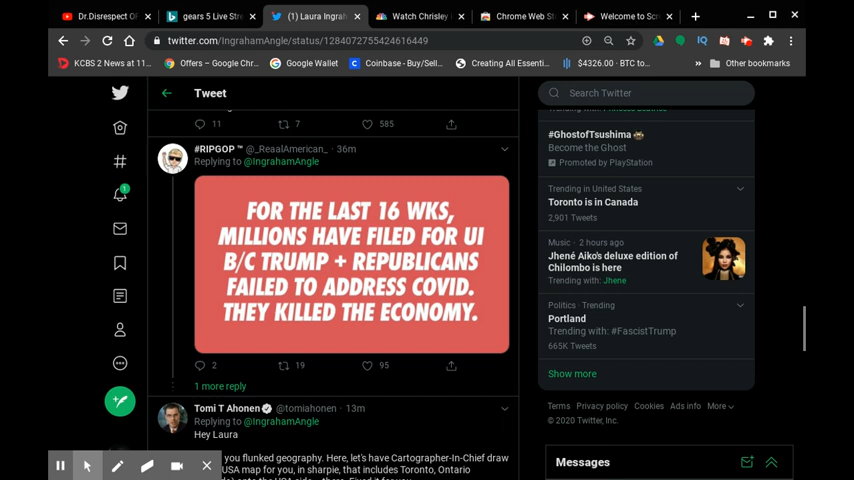 Dr.Disrespect OF
gears 5 Live Stre
(1) Laura Ingrah
Watch Chrisley
Chrome Web St
Welcome to Scre
twitter.com/IngrahamAngle/status/1284072755424616449
KCBS 2 News at 11...
Offers – Google Chr...
Google Wallet
Coinbase - Buy/Sell...
Creating All Essenti...
$4326.00 - BTC to...
Other bookmarks
Tweet
11 7 585
#RIPGOP ™ @_ReaalAmerican_ · 36m
Replying to @IngrahamAngle
FOR THE LAST 16 WKS,
MILLIONS HAVE FILED FOR UI
B/C TRUMP + REPUBLICANS
FAILED TO ADDRESS COVID.
THEY KILLED THE ECONOMY.
2 19 95
1 more reply
Tomi T Ahonen @tomiahonen · 13m
Replying to @IngrahamAngle
Hey Laura
you flunked geography. Here, let's have Cartographer-In-Chief draw
USA map for you, in sharpie, that includes Toronto, Ontario
Search Twitter
#GhostofTsushima
Become the Ghost
Promoted by PlayStation
Trending in United States
Toronto is in Canada
2,901 Tweets
Music · 2 hours ago
Jhené Aiko's deluxe edition of
Chilombo is here
Trending with: Jhene
Politics · Trending
Portland
Trending with: #FascistTrump
665K Tweets
Show more
Terms Privacy policy Cookies Ads info More
© 2020 Twitter, Inc.
Messages